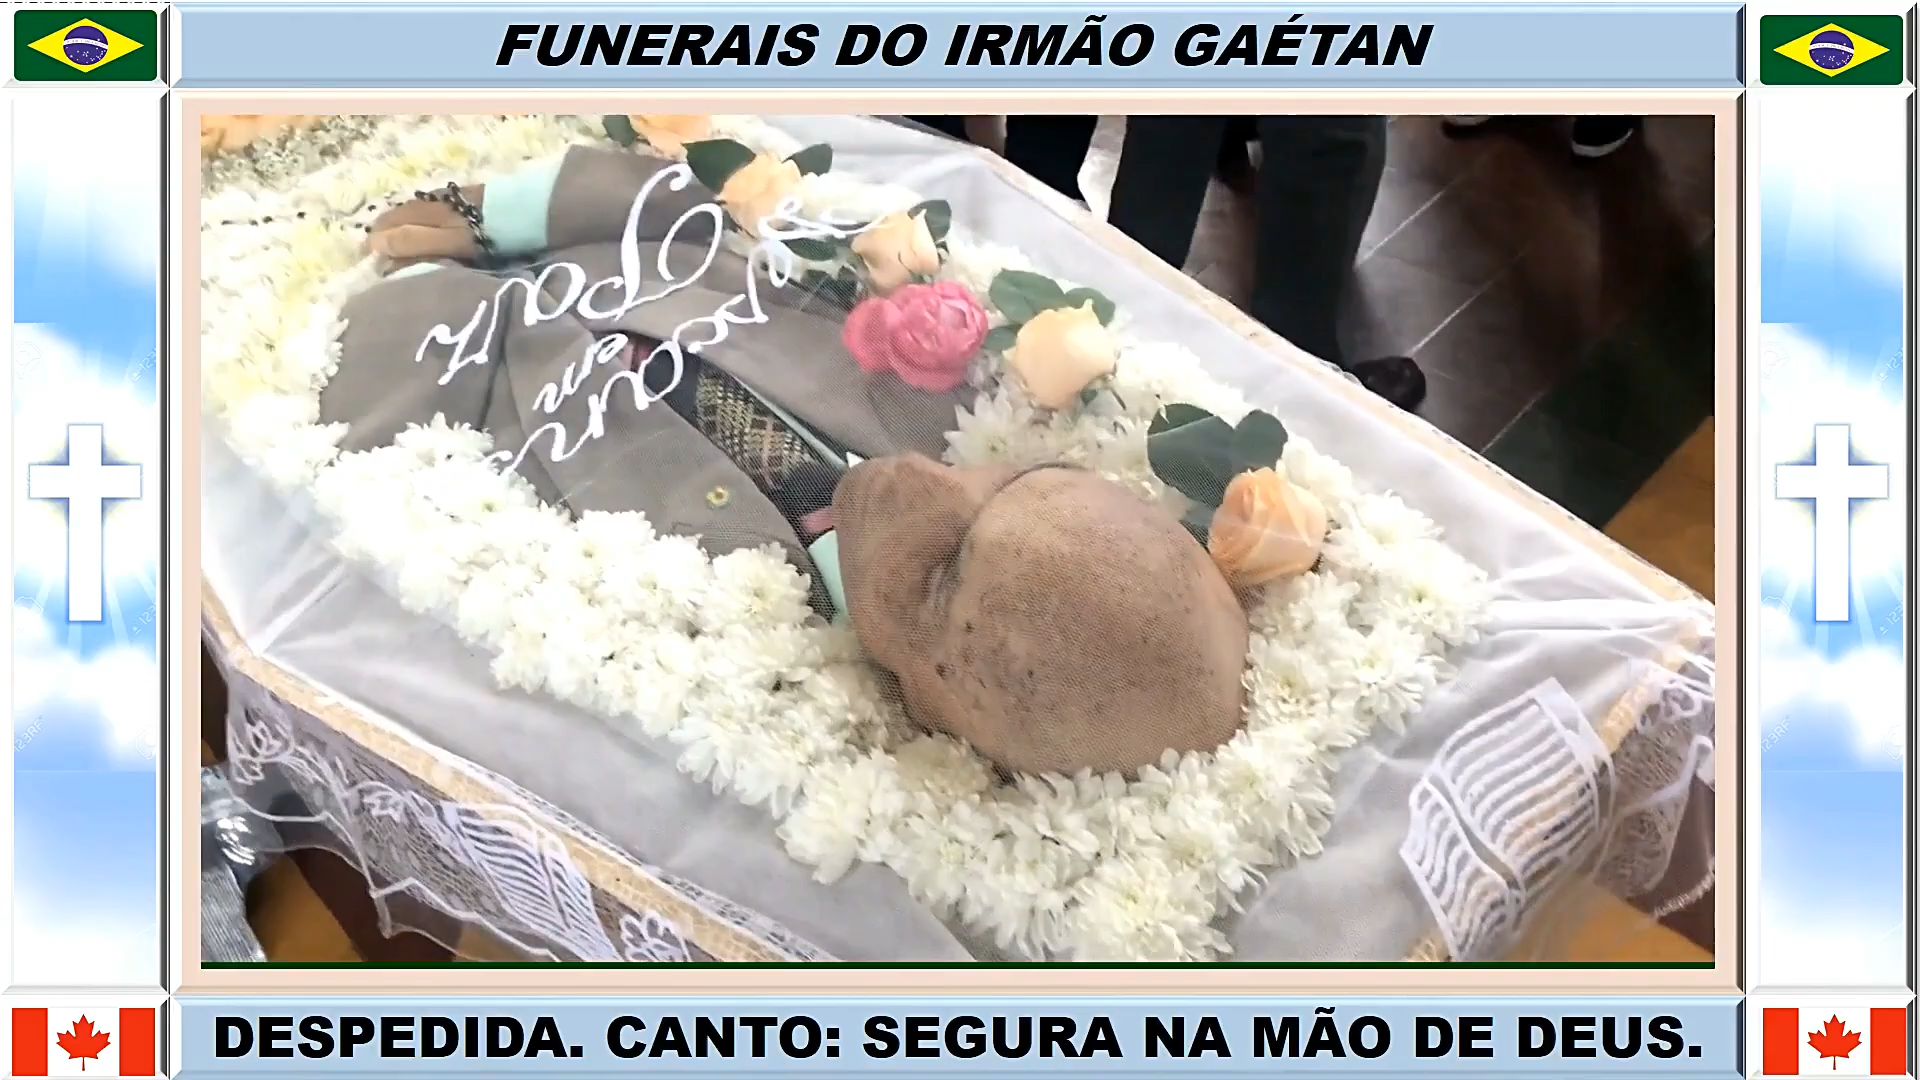 FUNERAIS DO IRMÃO GAÉTAN
Descanse
em
Paz
DESPEDIDA. CANTO: SEGURA NA MÃO DE DEUS.